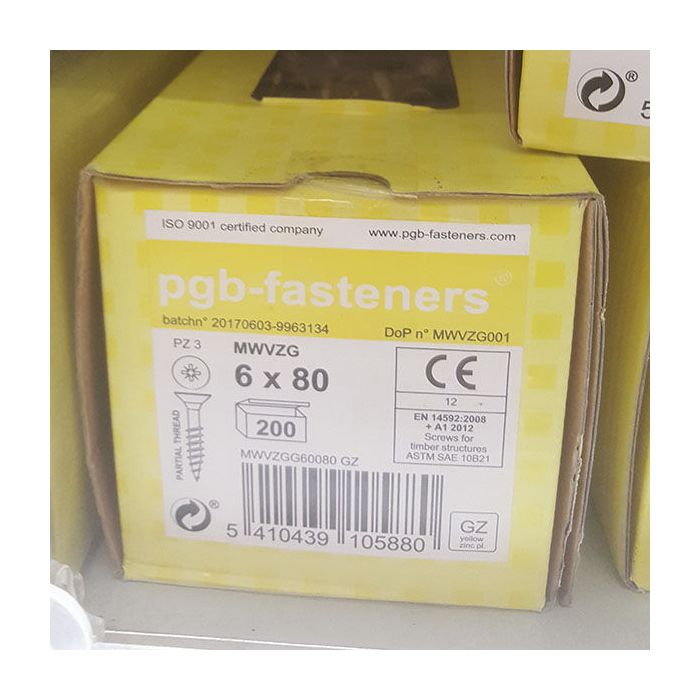 ®
5
ISO 9001 certified company
www.pgb-fasteners.com
pgb-fasteners®
batchn° 20170603-9963134
DoP n° MWVZG001
PZ 3
MWVZG
6 x 80
200
PARTIAL THREAD
CE
12
EN 14592:2008
+ A1 2012
Screws for
timber structures
ASTM SAE 10B21
MWVZGG60080 GZ
®
5 410439 105880
GZ
yellow
zinc pl.